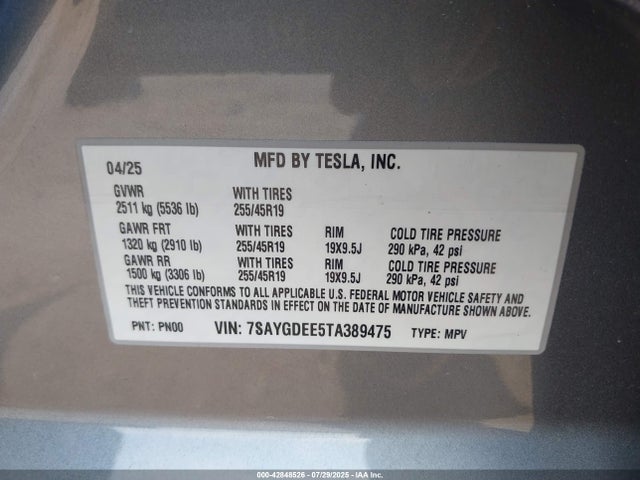 04/25 MFD BY TESLA, INC.
GVWR WITH TIRES
2511 kg (5536 lb) 255/45R19
GAWR FRT WITH TIRES RIM COLD TIRE PRESSURE
1320 kg (2910 lb) 255/45R19 19X9.5J 290 kPa, 42 psi
GAWR RR WITH TIRES RIM COLD TIRE PRESSURE
1500 kg (3306 lb) 255/45R19 19X9.5J 290 kPa, 42 psi
THIS VEHICLE CONFORMS TO ALL APPLICABLE U.S. FEDERAL MOTOR VEHICLE SAFETY AND
THEFT PREVENTION STANDARDS IN EFFECT ON THE DATE OF MANUFACTURE SHOWN ABOVE.
PNT: PN00 VIN: 7SAYGDEE5TA389475 TYPE: MPV
000-42848526 - 07/29/2025 - IAA Inc.